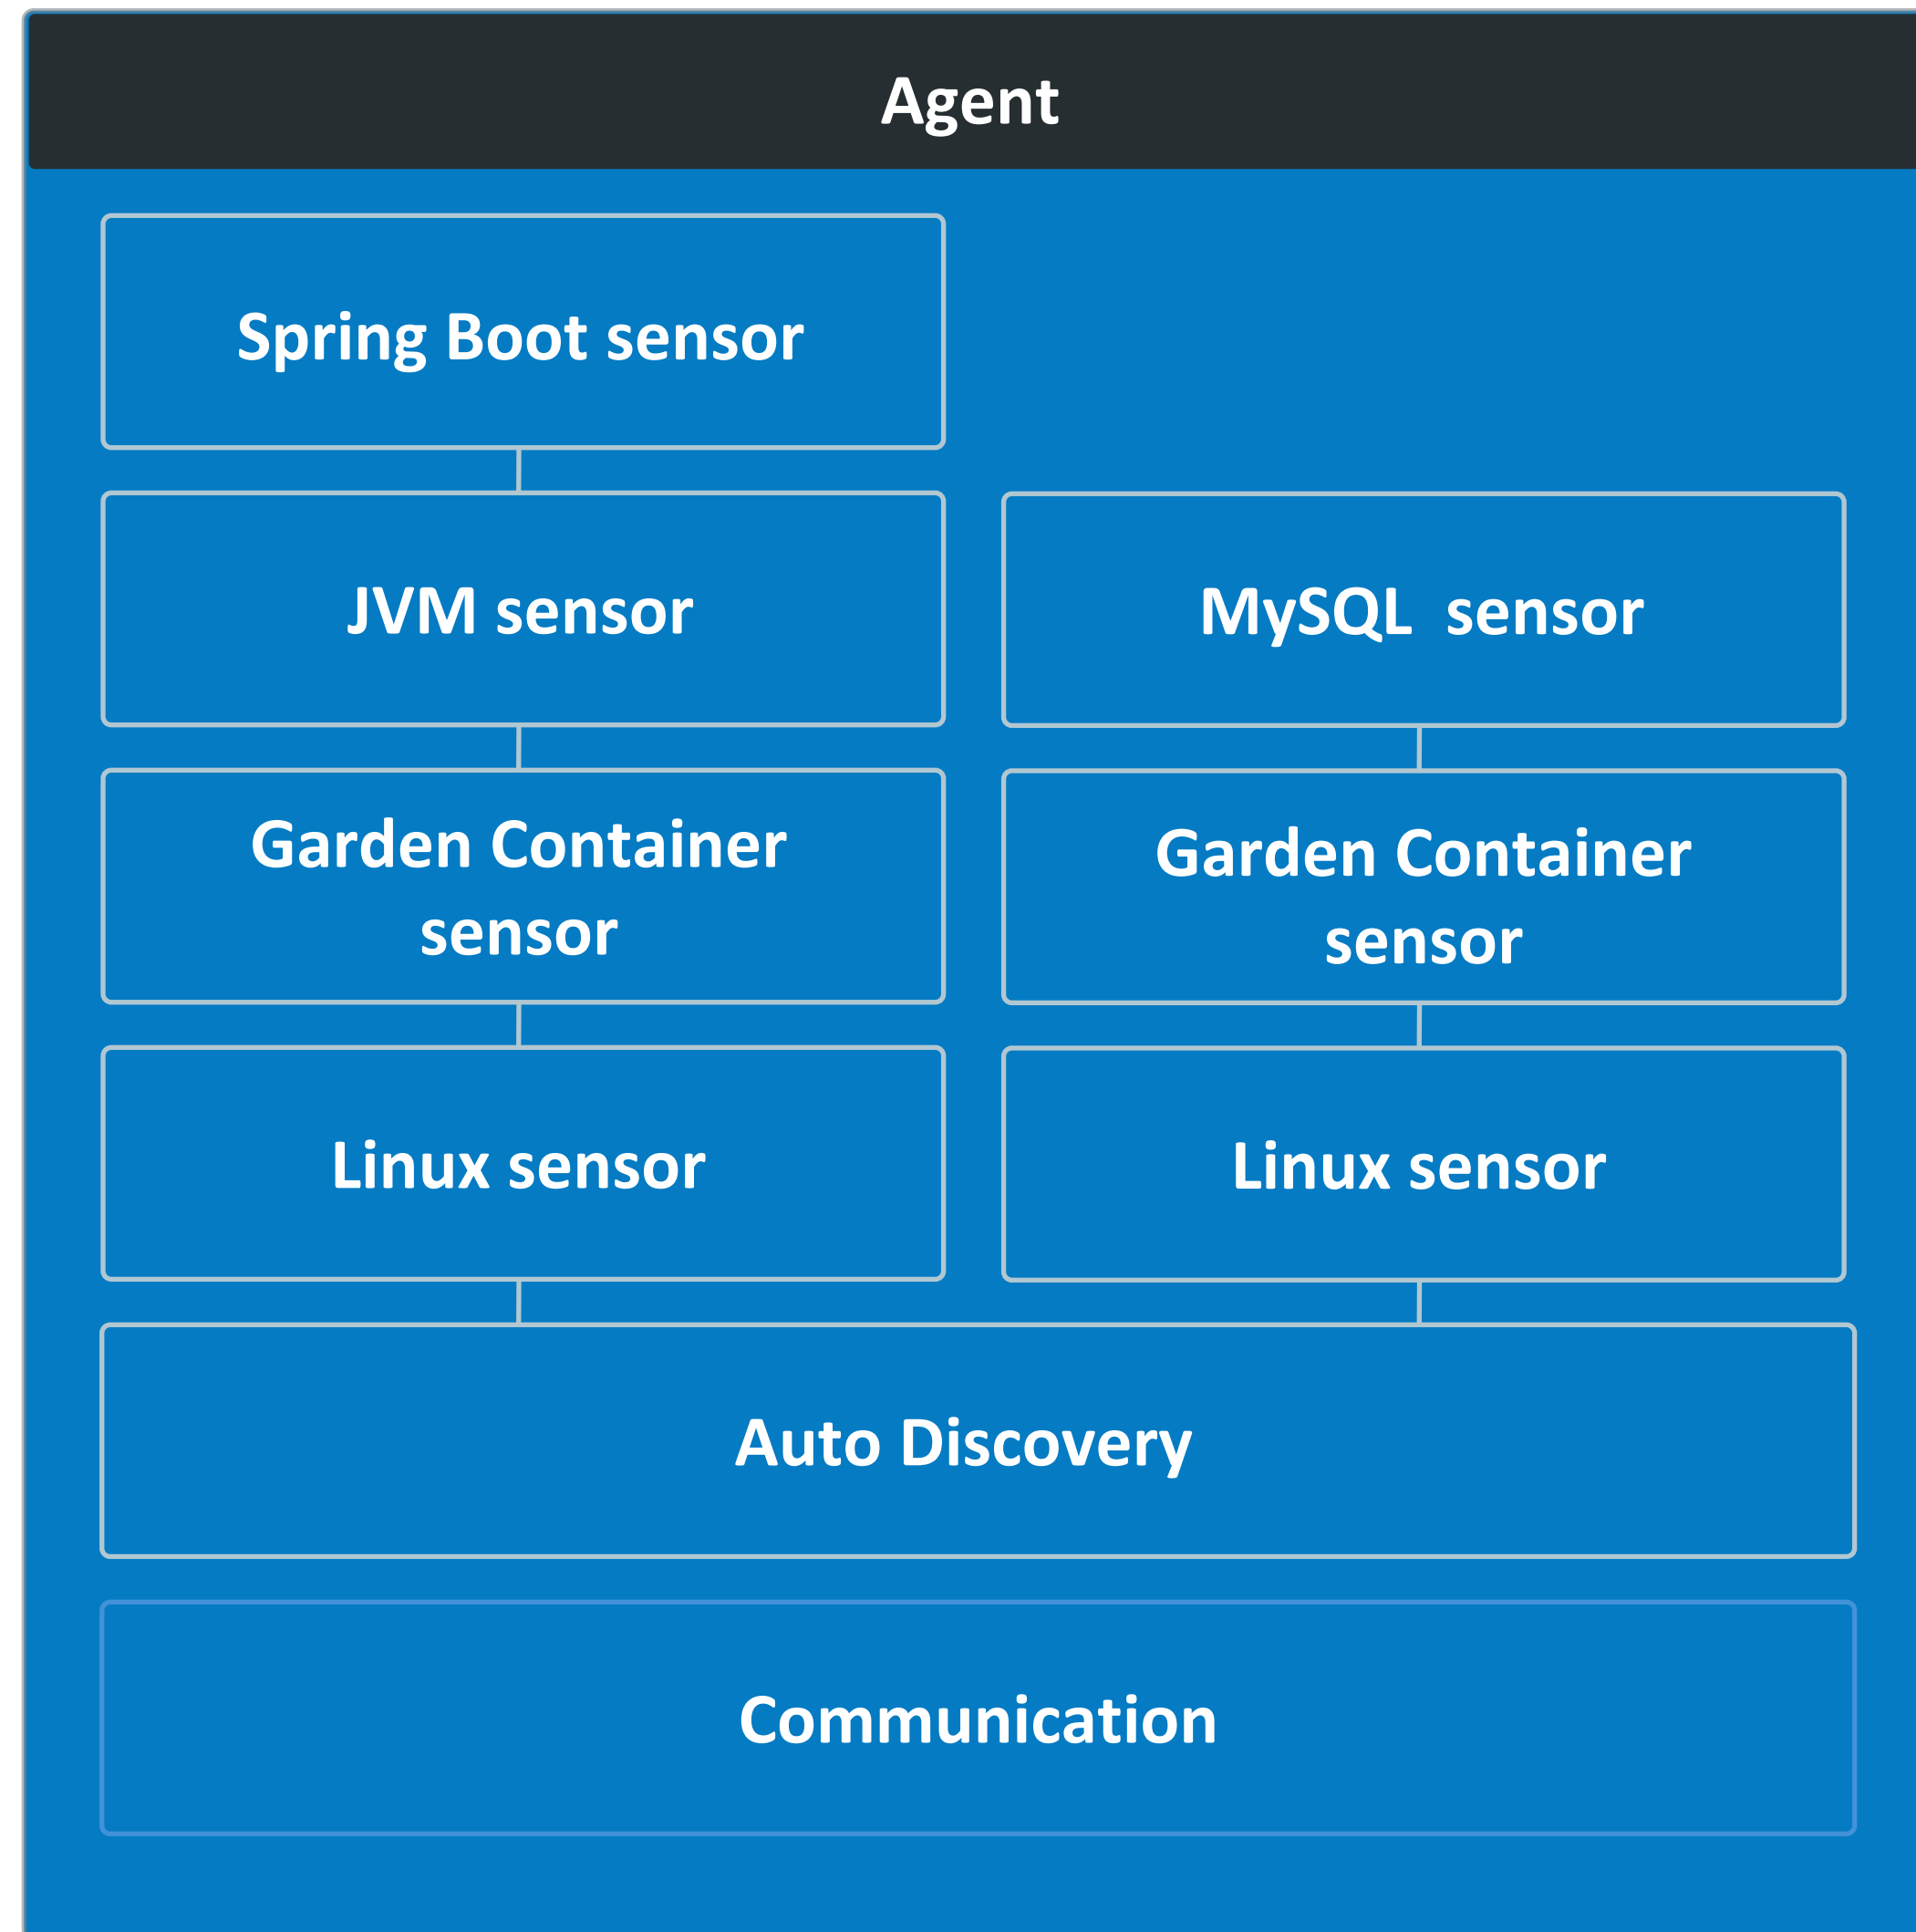 Agent
Spring Boot sensor
JVM sensor
MySQL  sensor
Garden Container
sensor
Garden Container
sensor
Linux sensor
Linux sensor
Auto Discovery
Communication